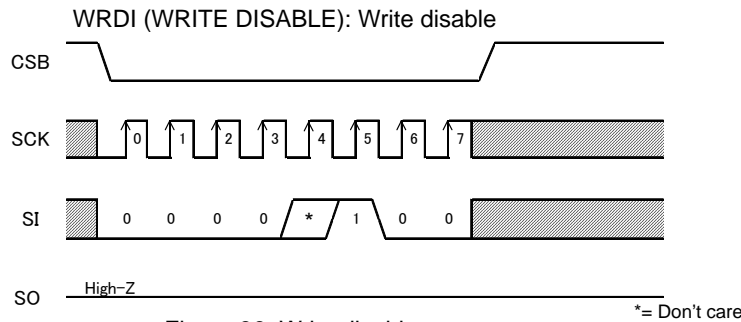 WRDI (WRITE DISABLE): Write disable
CSB
SCK 0 1 2 3 4 5 6 7
SI 0 0 0 0 * 1 0 0
SO High-Z
*= Don't care